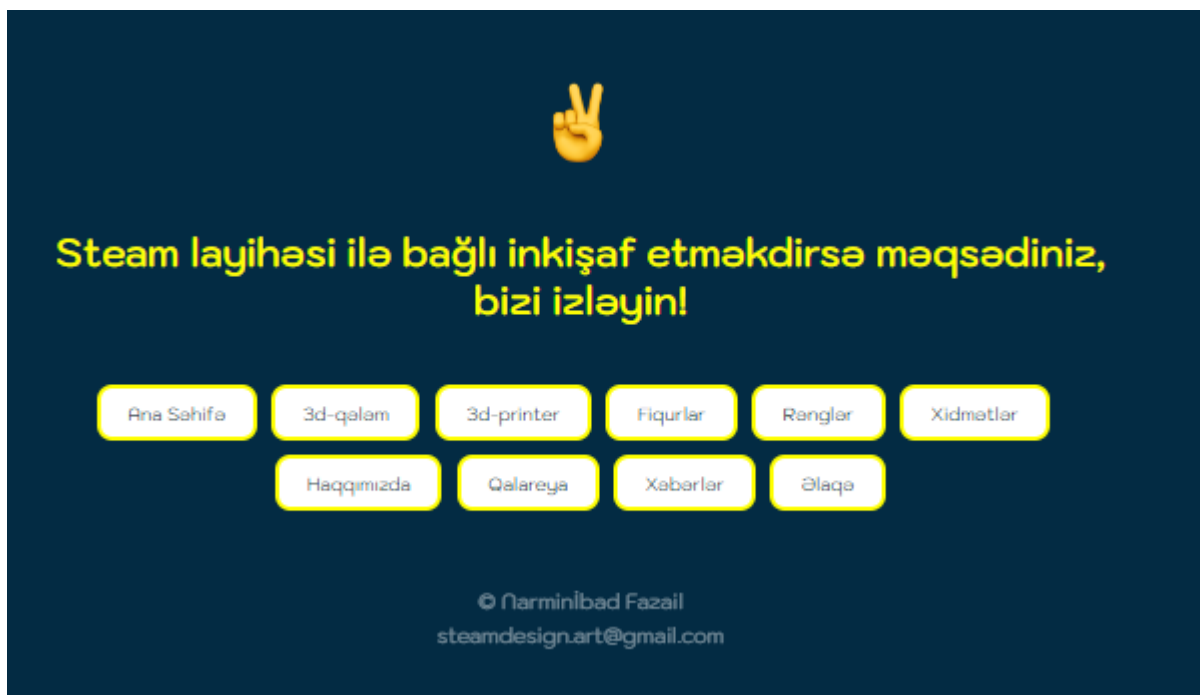 Steam layihəsi ilə bağlı inkişaf etməkdirsə məqsədiniz,
bizi izləyin!
Ana Səhifə 3d-qələm 3d-printer Fiqurlar Rənglər Xidmətlər
Haqqımızda Qalareya Xəbərlər Əlaqə
© Narminİbad Fazail
steamdesign.art@gmail.com